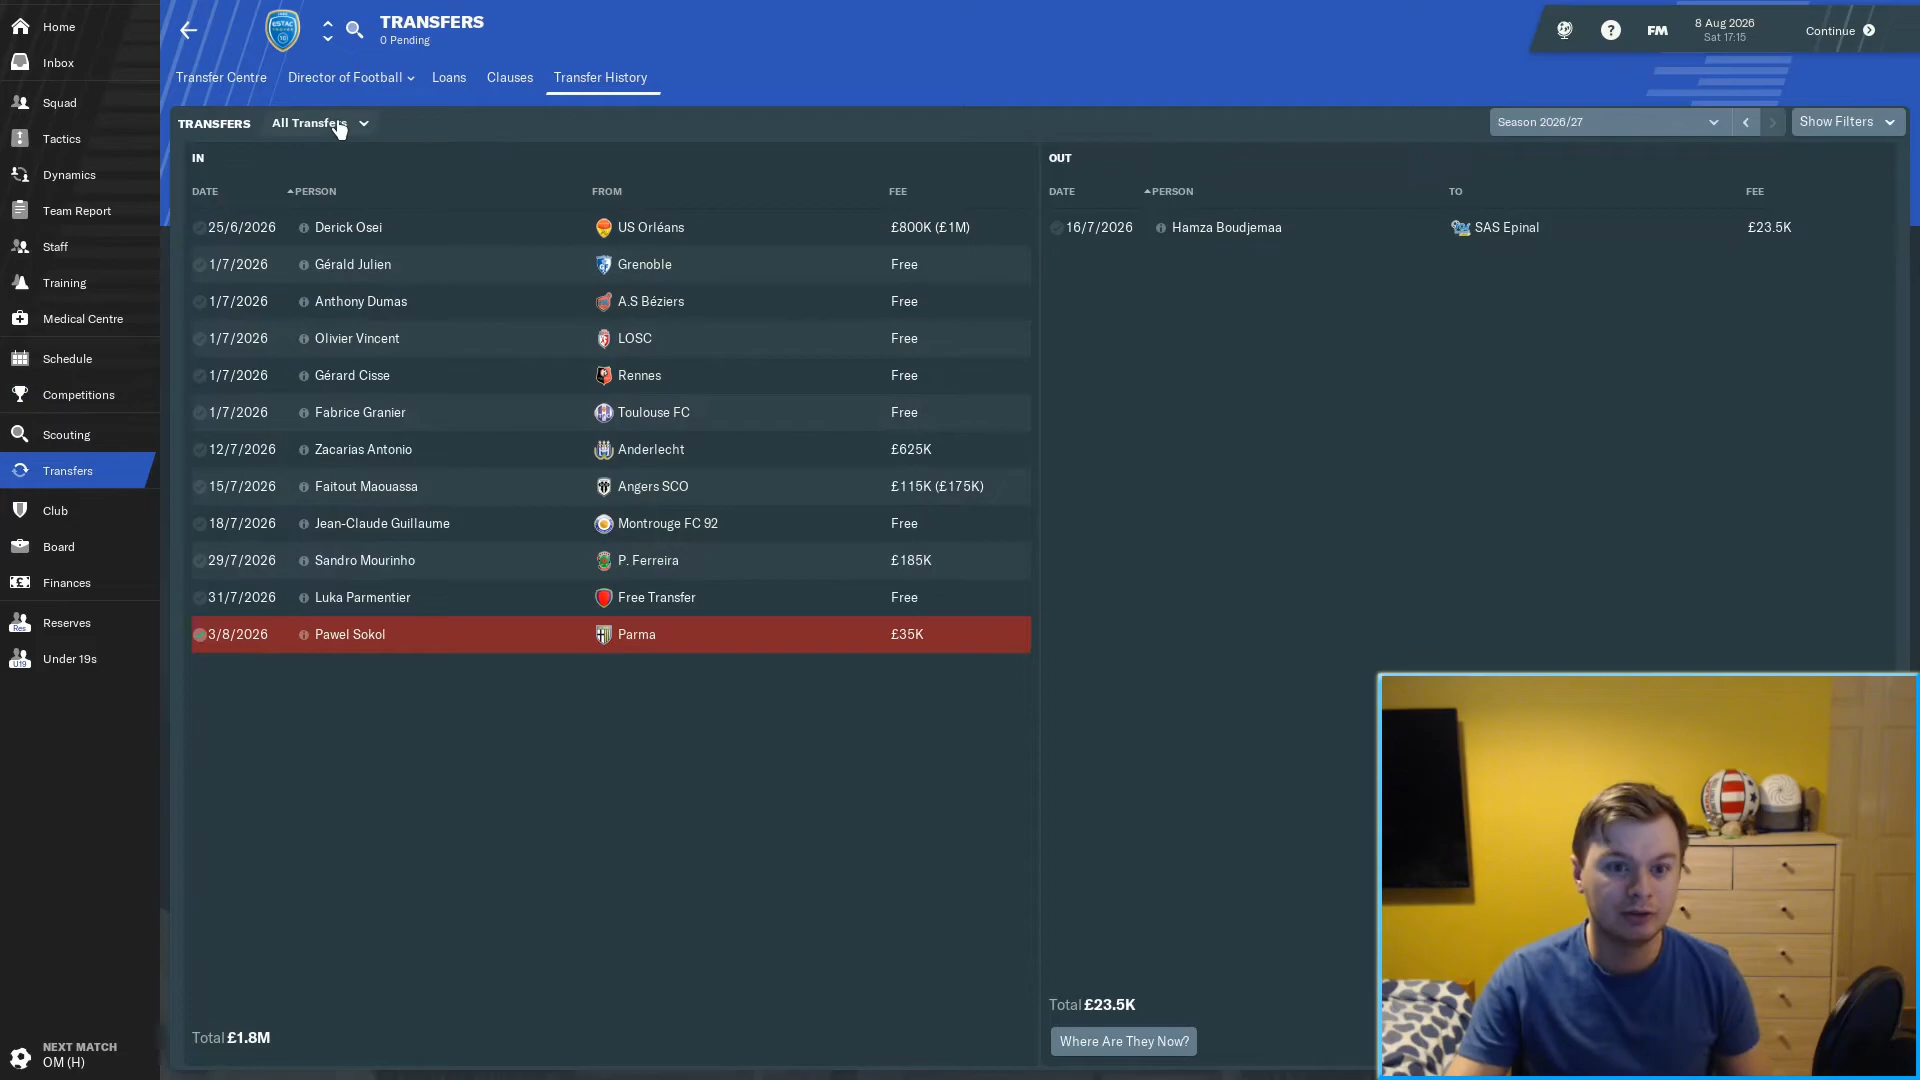 Home
Inbox
Squad
Tactics
Dynamics
Team Report
Staff
Training
Medical Centre
Schedule
Competitions
Scouting
Transfers
Club
Board
Finances
Res
Reserves
U19
Under 19s
NEXT MATCH
OM (H)
ESTAC
TRANSFERS
0 Pending
FM
8 Aug 2026
Sat 17:15
Continue
Transfer Centre Director of Football Loans Clauses Transfer History
TRANSFERS All Transfers
Season 2026/27
Show Filters
IN
DATE PERSON FROM FEE
25/6/2026 Derick Osei US Orléans £800K (£1M)
1/7/2026 Gérald Julien Grenoble Free
1/7/2026 Anthony Dumas A.S Béziers Free
1/7/2026 Olivier Vincent LOSC Free
1/7/2026 Gérard Cisse Rennes Free
1/7/2026 Fabrice Granier Toulouse FC Free
12/7/2026 Zacarias Antonio Anderlecht £625K
15/7/2026 Faitout Maouassa Angers SCO £115K (£175K)
18/7/2026 Jean-Claude Guillaume Montrouge FC 92 Free
29/7/2026 Sandro Mourinho P. Ferreira £185K
31/7/2026 Luka Parmentier Free Transfer Free
3/8/2026 Pawel Sokol Parma £35K
Total £1.8M
OUT
DATE PERSON TO FEE
16/7/2026 Hamza Boudjemaa SAS Epinal £23.5K
Total £23.5K
Where Are They Now?